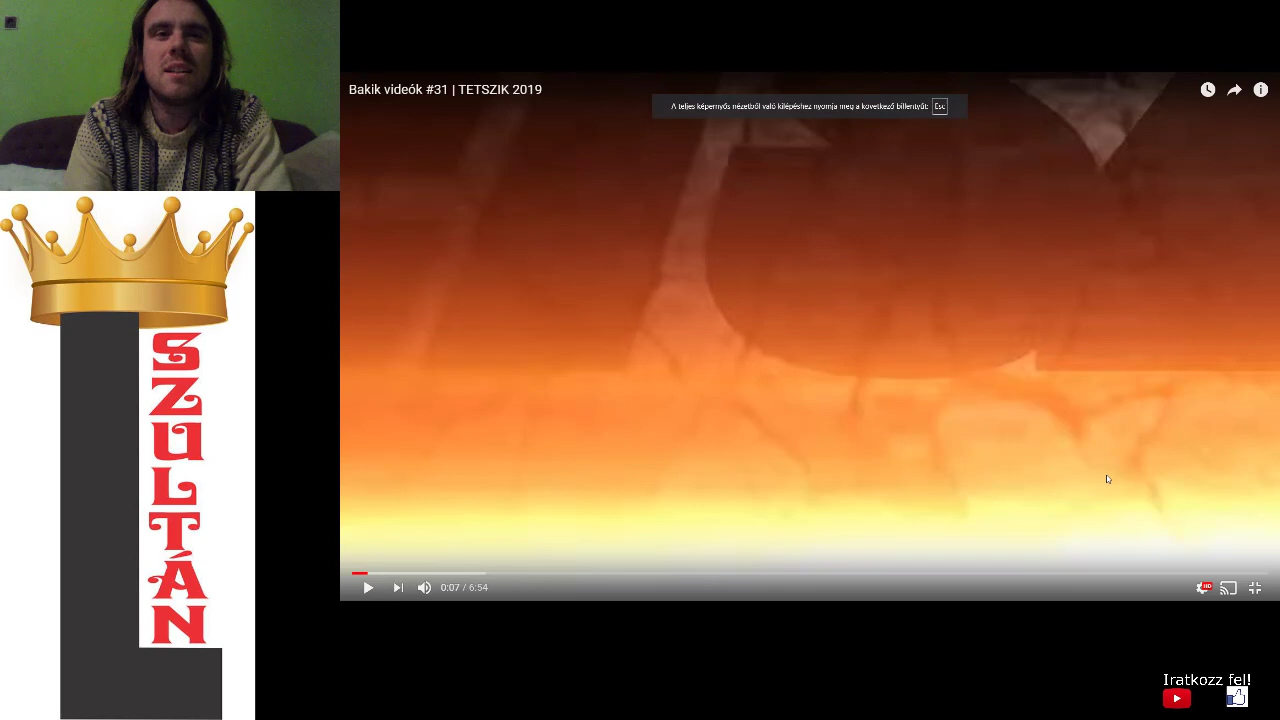 Bakik videók #31 | TETSZIK 2019
A teljes képernyős nézetből való kilépéshez nyomja meg a következő billentyűt: Esc
L
SZULTÁN
0:07 / 6:54
HD
Iratkozz fel!